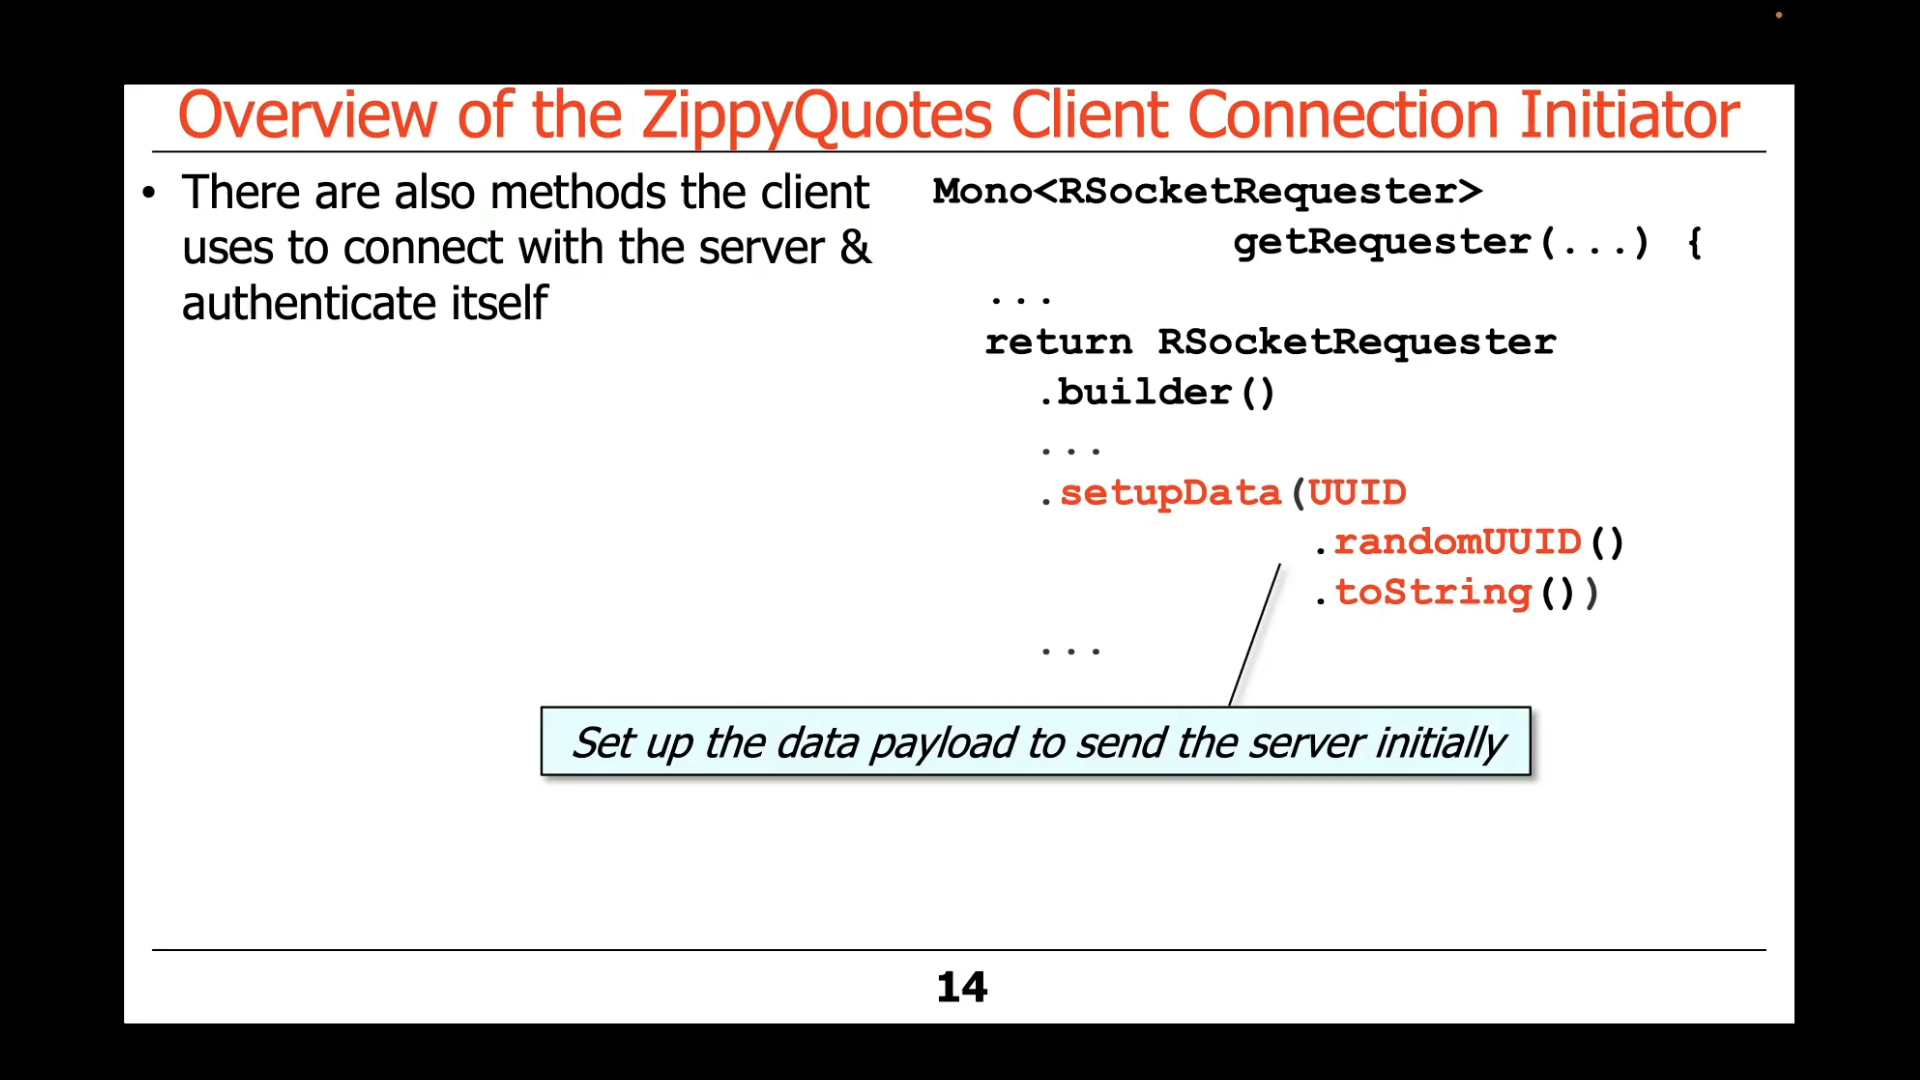 Overview of the ZippyQuotes Client Connection Initiator
• There are also methods the client
uses to connect with the server &
authenticate itself
Mono<RSocketRequester>
getRequester(...) {
...
return RSocketRequester
.builder()
...
.setupData(UUID
.randomUUID()
.toString())
...
Set up the data payload to send the server initially
14